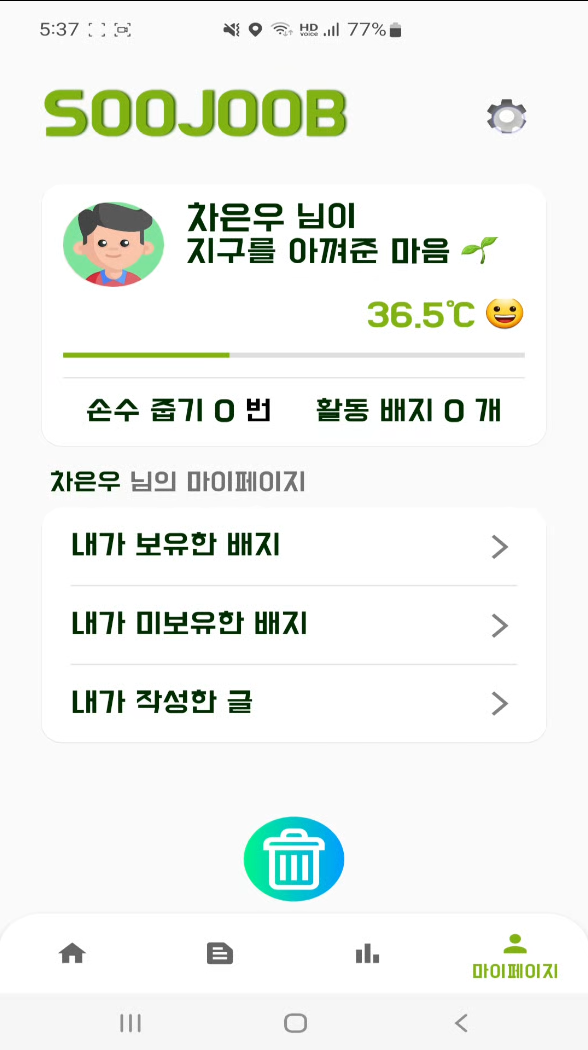 5:37 HD voice 77%
SOOJOOB
차은우 님이
지구를 아껴준 마음
36.5℃
손수 줍기 0 번 활동 배지 0 개
차은우 님의 마이페이지
내가 보유한 배지
내가 미보유한 배지
내가 작성한 글
마이페이지